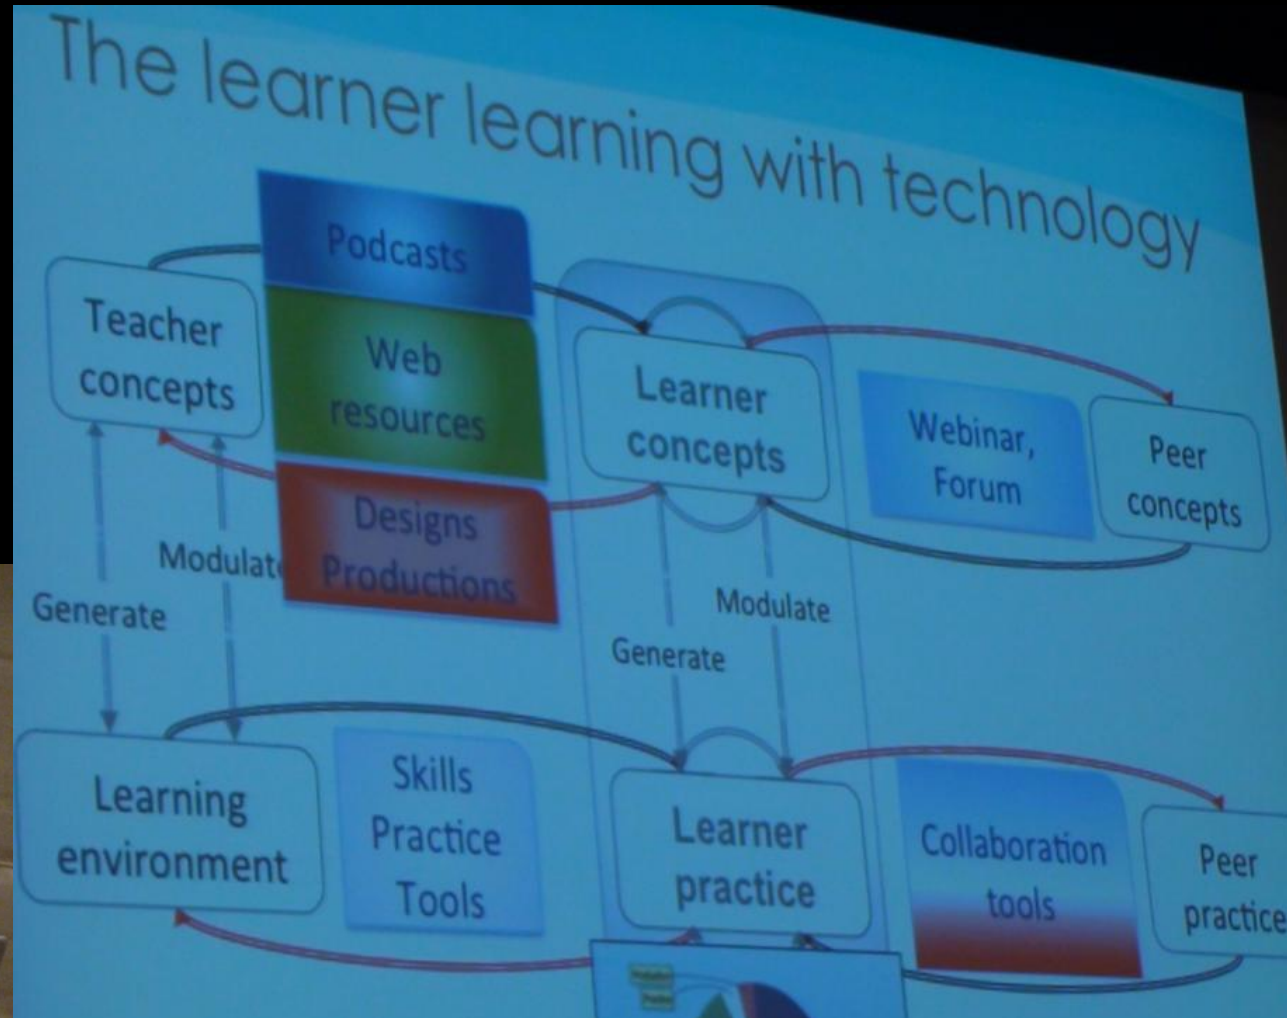 The learner learning with technology
Podcasts
Teacher
concepts
Web
resources
Designs
Productions
Learner
concepts
Webinar,
Forum
Peer
concepts
Modulate
Generate
Modulate
Generate
Learning
environment
Skills
Practice
Tools
Learner
practice
Collaboration
tools
Peer
practice